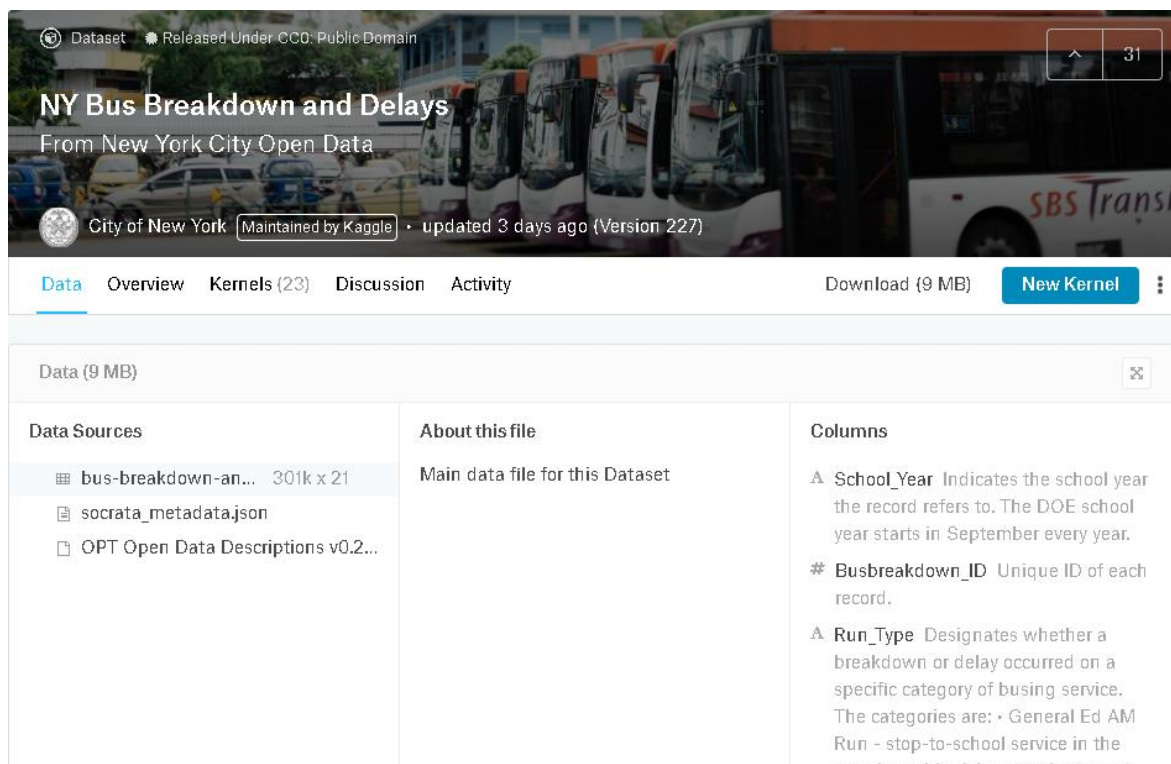 Dataset Released Under CC0: Public Domain
31
NY Bus Breakdown and Delays
From New York City Open Data
SBS Trans
City of New York Maintained by Kaggle • updated 3 days ago (Version 227)
Data Overview Kernels (23) Discussion Activity Download (9 MB) New Kernel
Data (9 MB)
Data Sources
bus-breakdown-an... 301k x 21
socrata_metadata.json
OPT Open Data Descriptions v0.2...
About this file
Main data file for this Dataset
Columns
A School_Year Indicates the school year
the record refers to. The DOE school
year starts in September every year.
# Busbreakdown_ID Unique ID of each
record.
A Run_Type Designates whether a
breakdown or delay occurred on a
specific category of busing service.
The categories are: • General Ed AM
Run - stop-to-school service in the